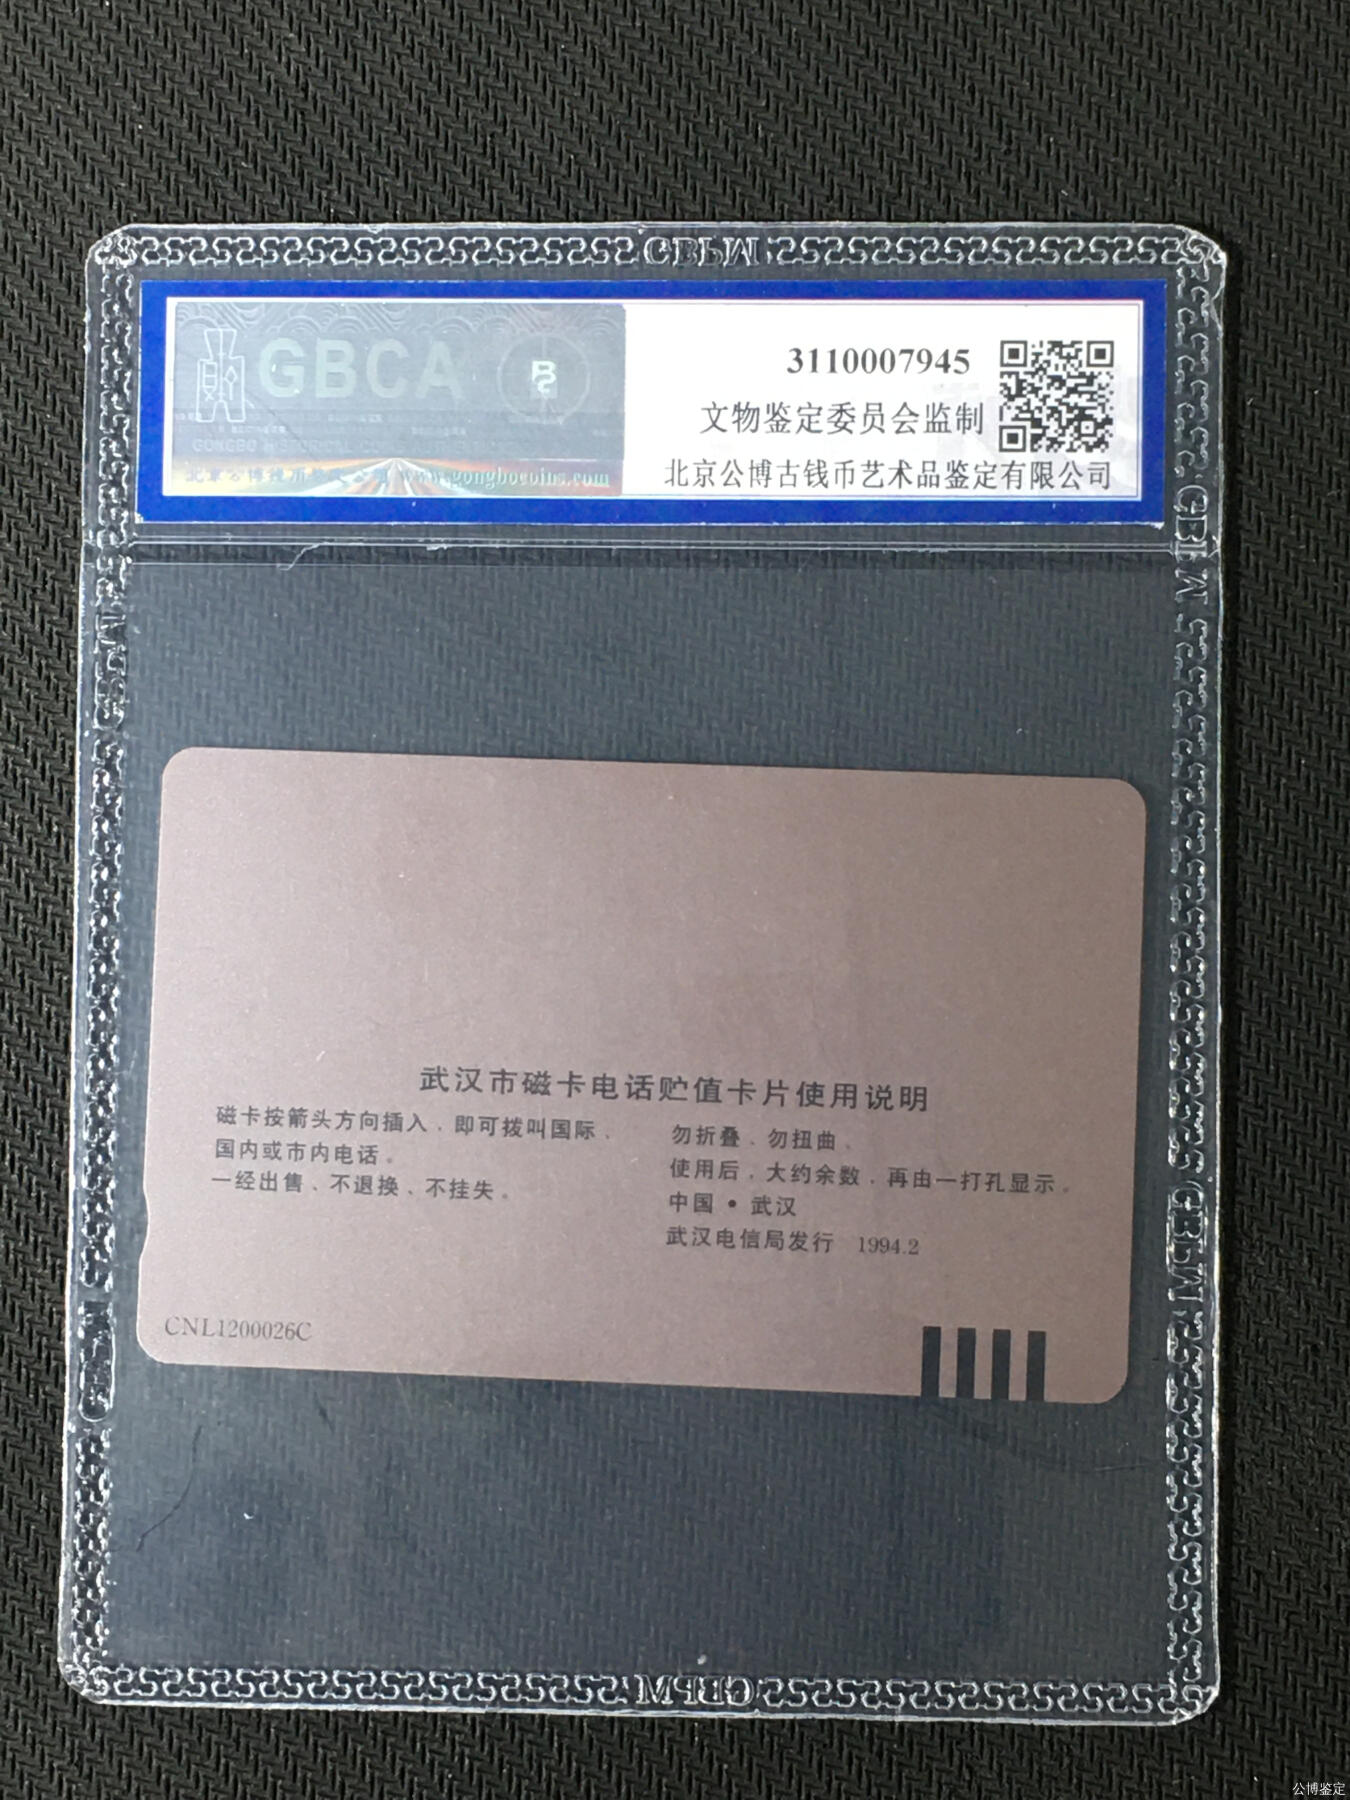 GBPM
GBCA
3110007945
文物鉴定委员会监制
www.gongbocoins.com
北京公博古钱币艺术品鉴定有限公司
武汉市磁卡电话贮值卡片使用说明
磁卡按箭头方向插入﹑即可拨叫国际﹑
国内或市内电话。
一经出售﹑不退换﹑不挂失。
勿折叠﹑勿扭曲﹑
使用后﹐大约余数﹐再由一打孔显示。
中国•武汉
武汉电信局发行 1994.2
CNL1200026C
GBPM
公博鉴定